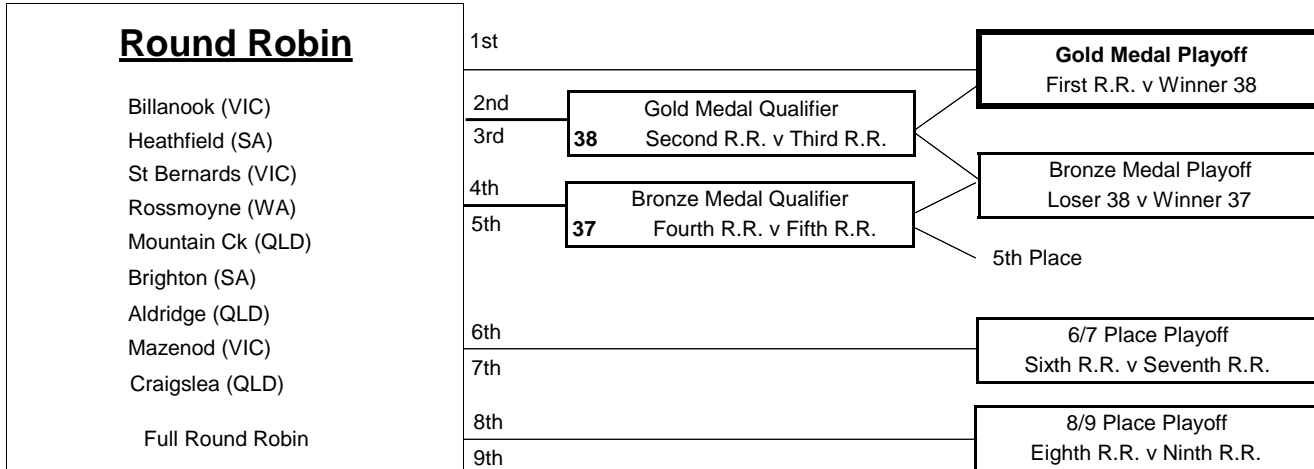 Round Robin
Billanook (VIC)
Heathfield (SA)
St Bernards (VIC)
Rossmoyne (WA)
Mountain Ck (QLD)
Brighton (SA)
Aldridge (QLD)
Mazenod (VIC)
Craigslea (QLD)
Full Round Robin
1st
2nd
3rd
4th
5th
6th
7th
8th
9th
Gold Medal Qualifier
38 Second R.R. v Third R.R.
Bronze Medal Qualifier
37 Fourth R.R. v Fifth R.R.
Gold Medal Playoff
First R.R. v Winner 38
Bronze Medal Playoff
Loser 38 v Winner 37
5th Place
6/7 Place Playoff
Sixth R.R. v Seventh R.R.
8/9 Place Playoff
Eighth R.R. v Ninth R.R.